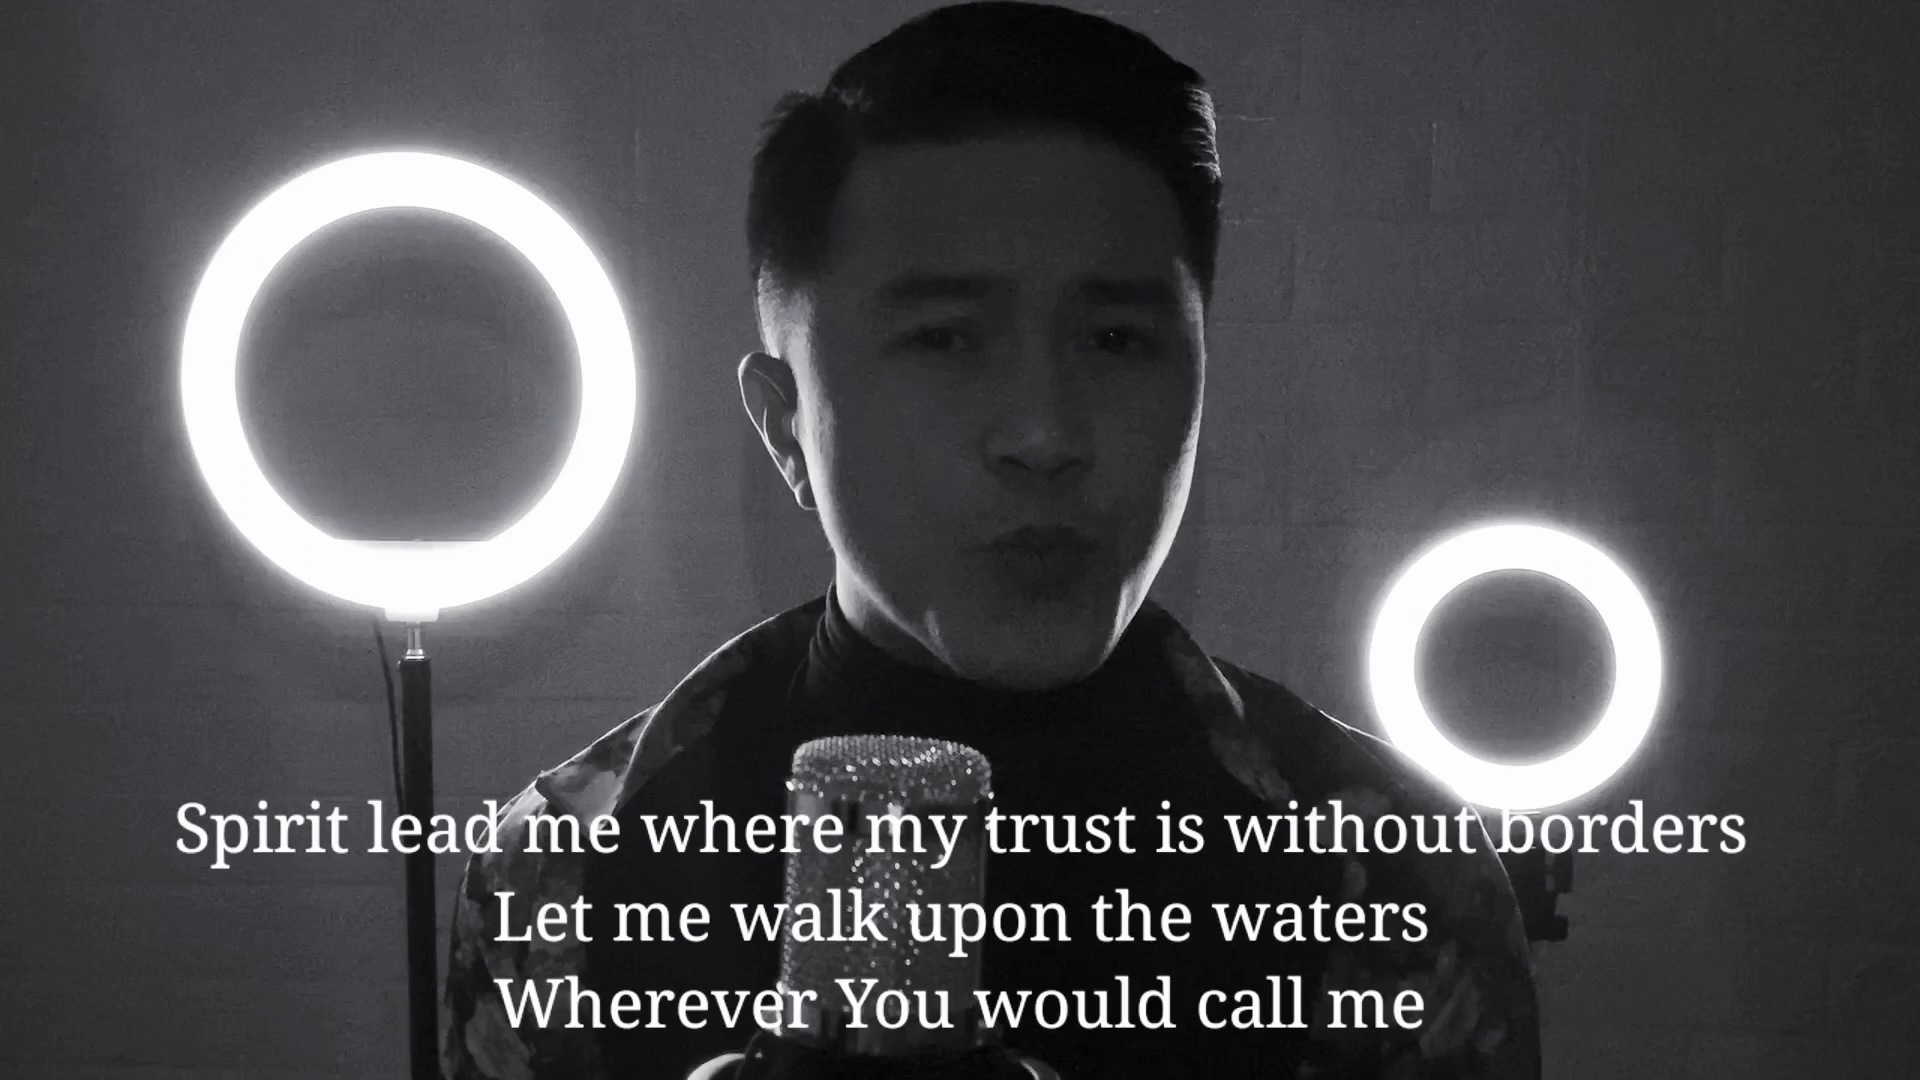 Spirit lead me where my trust is without borders
Let me walk upon the waters
Wherever You would call me